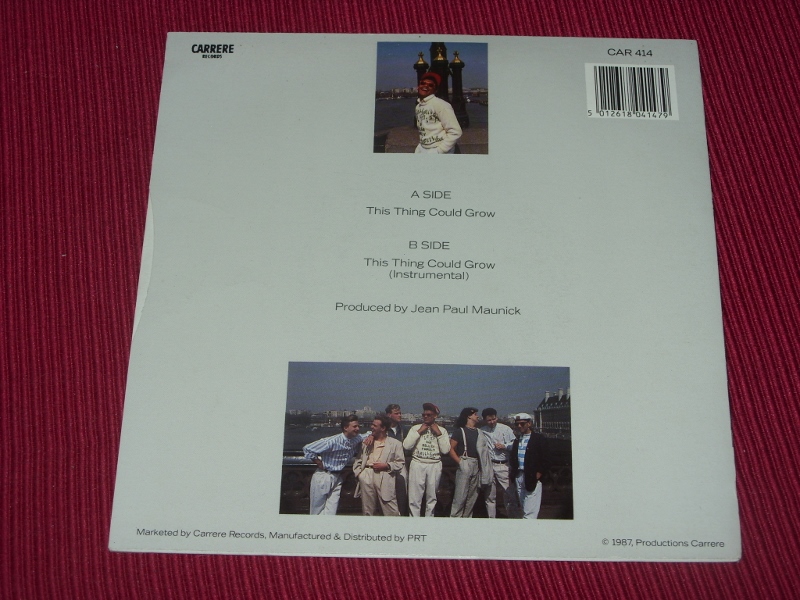 CARRERE
RECORDS
CAR 414
5 012618 041479
A SIDE
This Thing Could Grow
B SIDE
This Thing Could Grow
(Instrumental)
Produced by Jean Paul Maunick
Marketed by Carrere Records, Manufactured & Distributed by PRT
© 1987, Productions Carrere